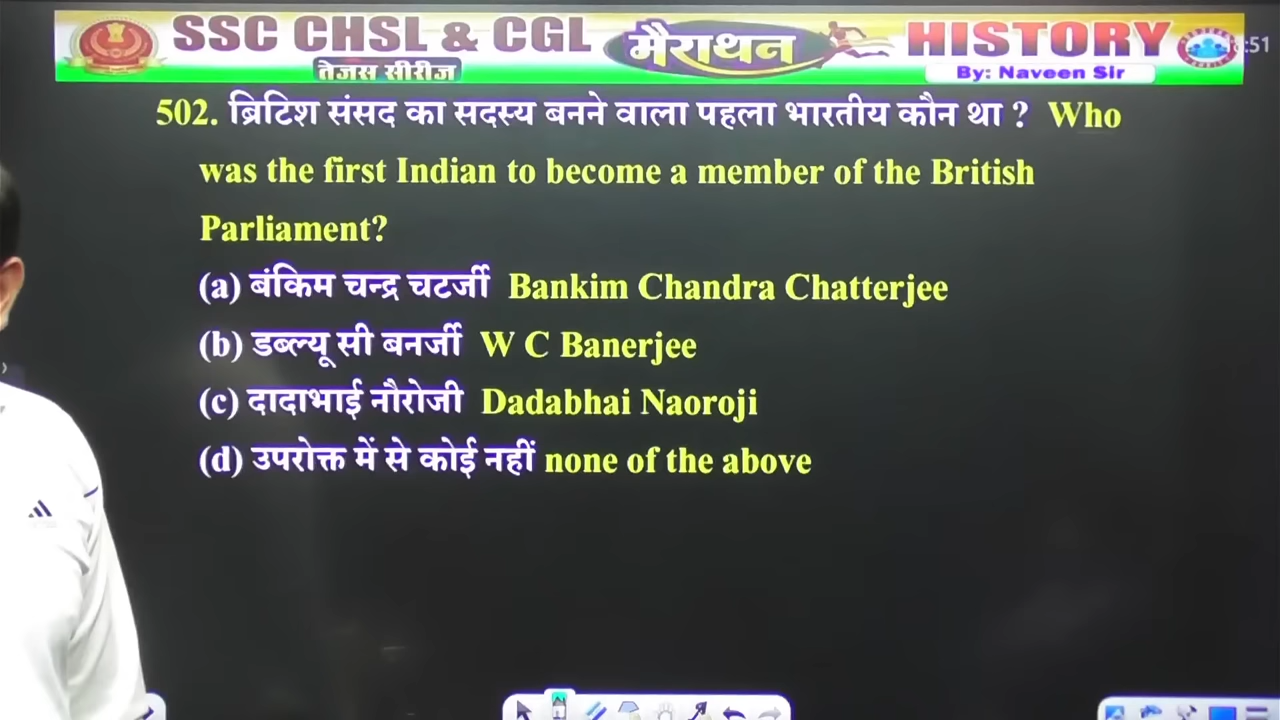 SSC CHSL & CGL मैराथन HISTORY
तेजस सीरीज
By: Naveen Sir
502. ब्रिटिश संसद का सदस्य बनने वाला पहला भारतीय कौन था ? Who
was the first Indian to become a member of the British
Parliament?
(a) बंकिम चन्द्र चटर्जी Bankim Chandra Chatterjee
(b) डब्ल्यू सी बनर्जी W C Banerjee
(c) दादाभाई नौरोजी Dadabhai Naoroji
(d) उपरोक्त में से कोई नहीं none of the above